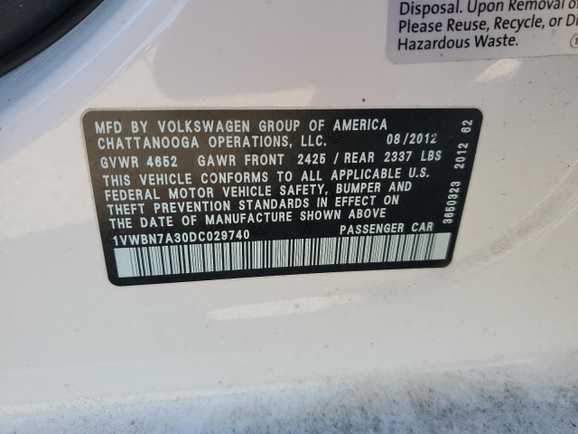 Disposal. Upon Removal of
Please Reuse, Recycle, or
Hazardous Waste.
MFD BY VOLKSWAGEN GROUP OF AMERICA
CHATTANOOGA OPERATIONS, LLC. 08/2012
GVWR 4652 GAWR FRONT 2425 / REAR 2337 LBS
THIS VEHICLE CONFORMS TO ALL APPLICABLE U.S.
FEDERAL MOTOR VEHICLE SAFETY, BUMPER AND
THEFT PREVENTION STANDARDS IN EFFECT ON
THE DATE OF MANUFACTURE SHOWN ABOVE
1VWBN7A30DC029740 PASSENGER CAR
3650323 2012 62